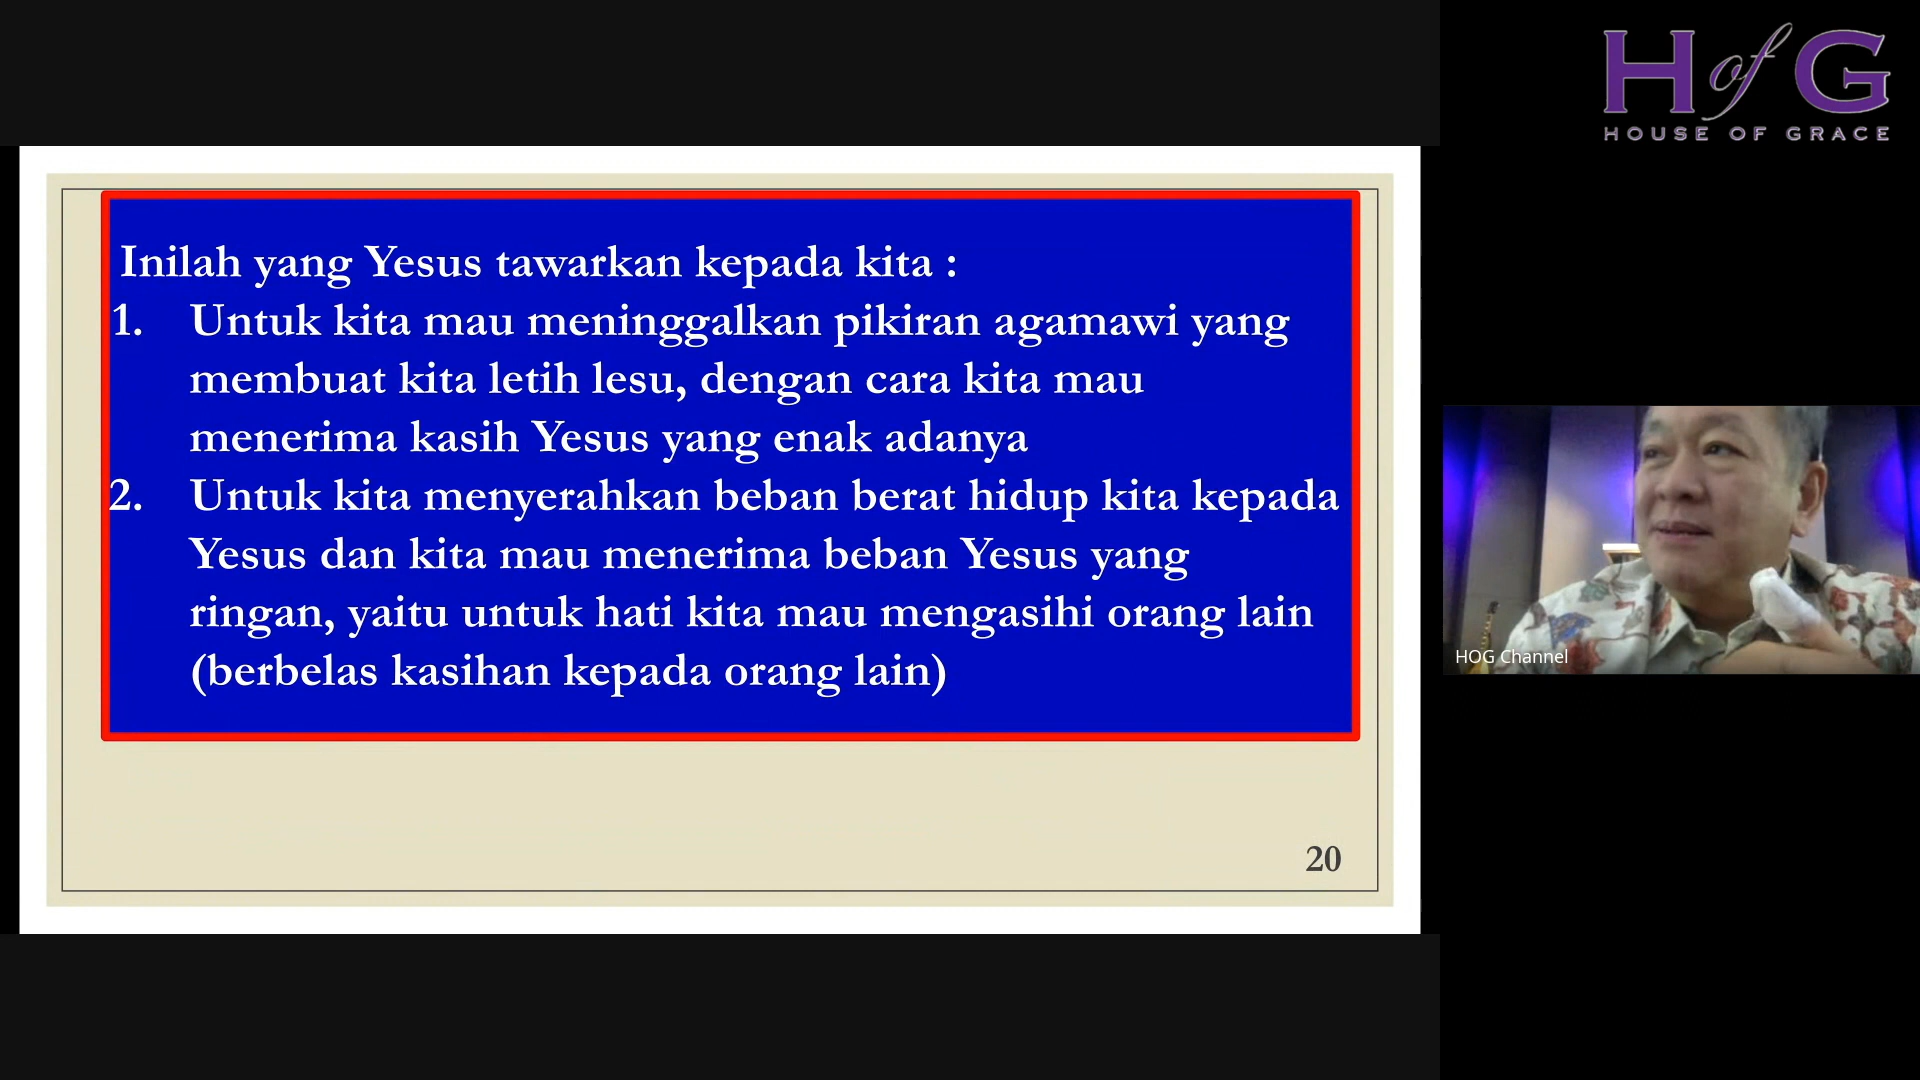 H of G
HOUSE OF GRACE
Inilah yang Yesus tawarkan kepada kita :
1. Untuk kita mau meninggalkan pikiran agamawi yang
membuat kita letih lesu, dengan cara kita mau
menerima kasih Yesus yang enak adanya
2. Untuk kita menyerahkan beban berat hidup kita kepada
Yesus dan kita mau menerima beban Yesus yang
ringan, yaitu untuk hati kita mau mengasihi orang lain
(berbelas kasihan kepada orang lain)
20
HOG Channel